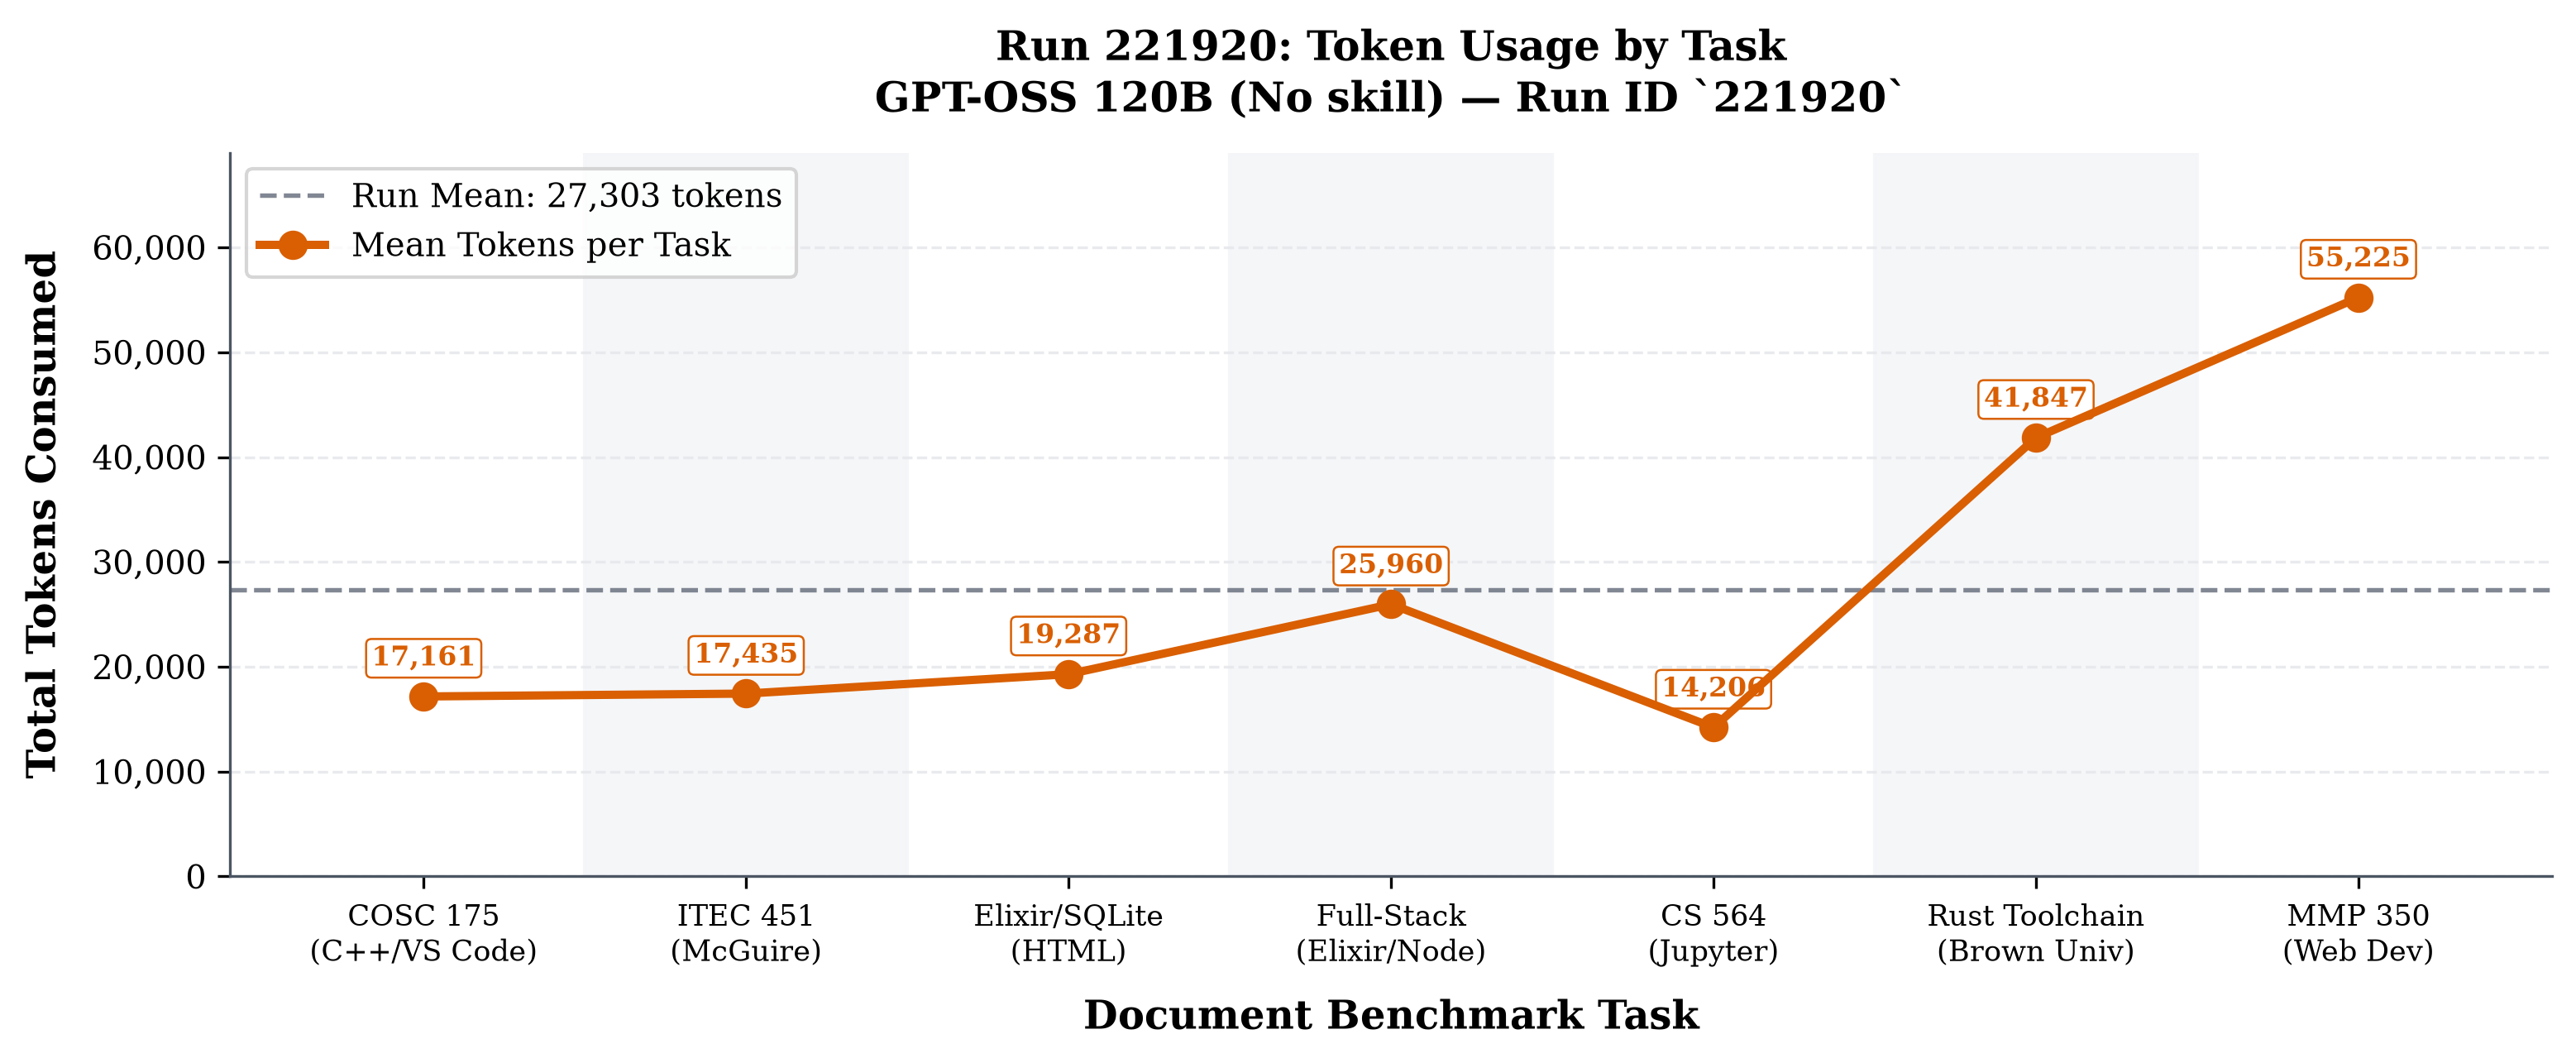 Run 221920: Token Usage by Task
GPT-OSS 120B (No skill) — Run ID `221920`
Run Mean: 27,303 tokens
Mean Tokens per Task
Total Tokens Consumed
60,000
50,000
40,000
30,000
20,000
10,000
0
17,161
17,435
19,287
25,960
14,206
41,847
55,225
COSC 175
(C++/VS Code)
ITEC 451
(McGuire)
Elixir/SQLite
(HTML)
Full-Stack
(Elixir/Node)
CS 564
(Jupyter)
Rust Toolchain
(Brown Univ)
MMP 350
(Web Dev)
Document Benchmark Task